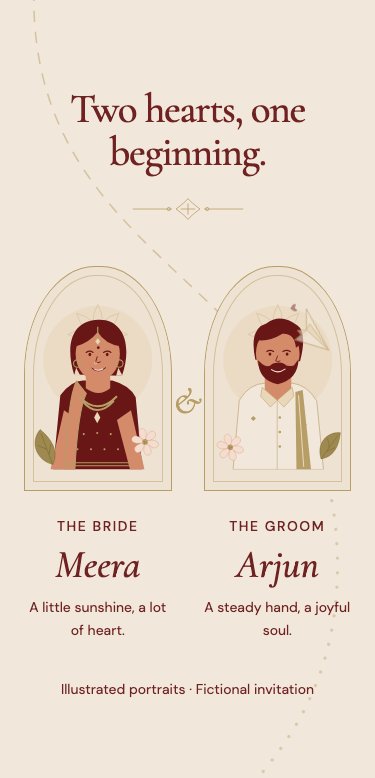 Two hearts, one
beginning.
&
THE BRIDE
Meera
A little sunshine, a lot
of heart.
THE GROOM
Arjun
A steady hand, a joyful
soul.
Illustrated portraits · Fictional invitation